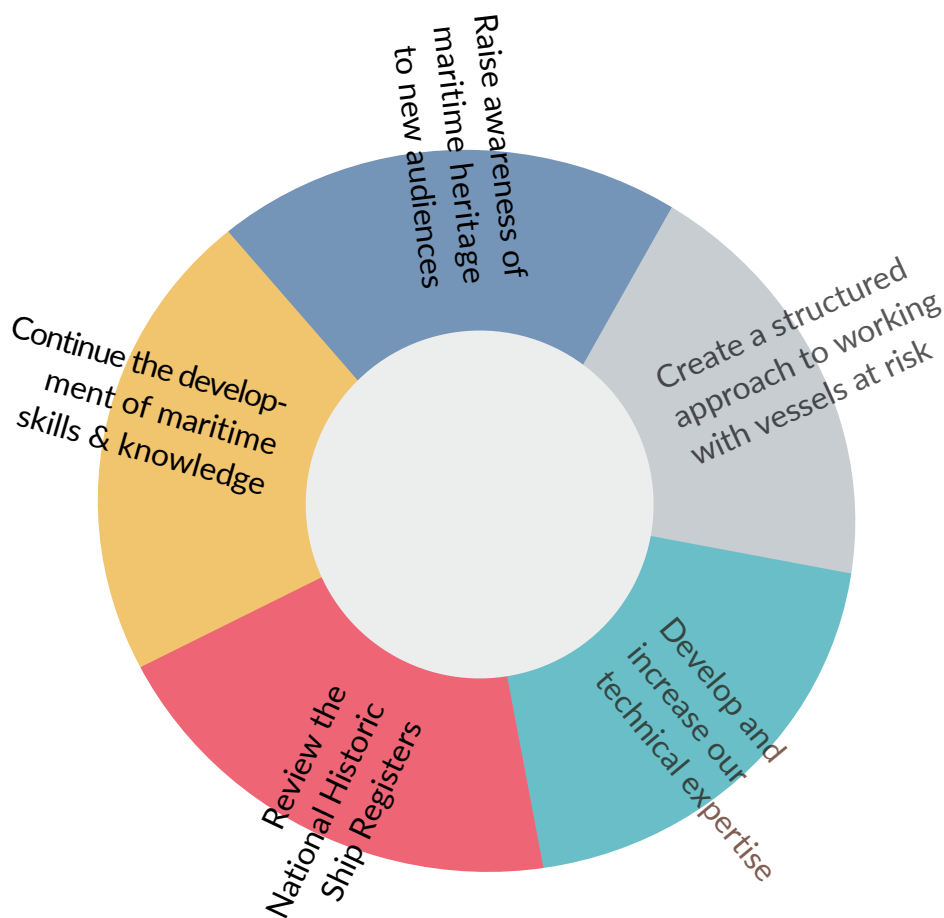 Raise awareness of
maritime heritage
to new audiences
Create a structured
approach to working
with vessels at risk
Develop and
increase our
technical expertise
Review the
National Historic
Ship Registers
Continue the develop-
ment of maritime
skills & knowledge